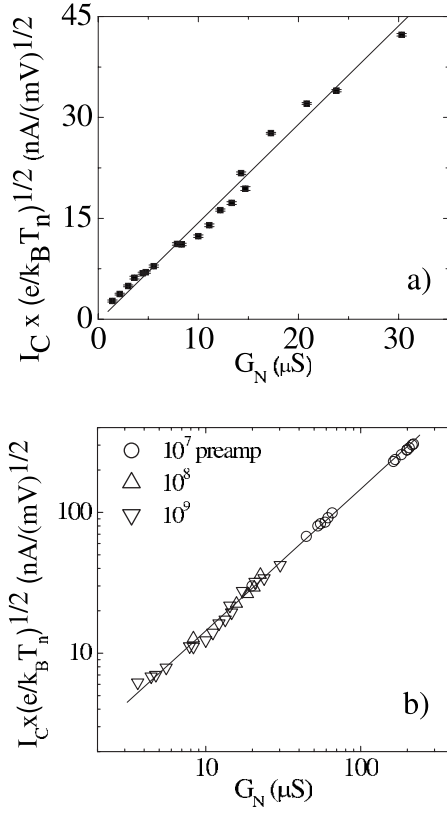 45
30
15
0
I_C x (e/k_BT_n)^1/2 (nA/(mV)^1/2
a)
0 10 20 30
G_N (μS)
10^7 preamp
10^8
10^9
100
10
I_C x(e/k_BT_n)^1/2 (nA/(mV)^1/2
b)
10 100
G_N (μS)